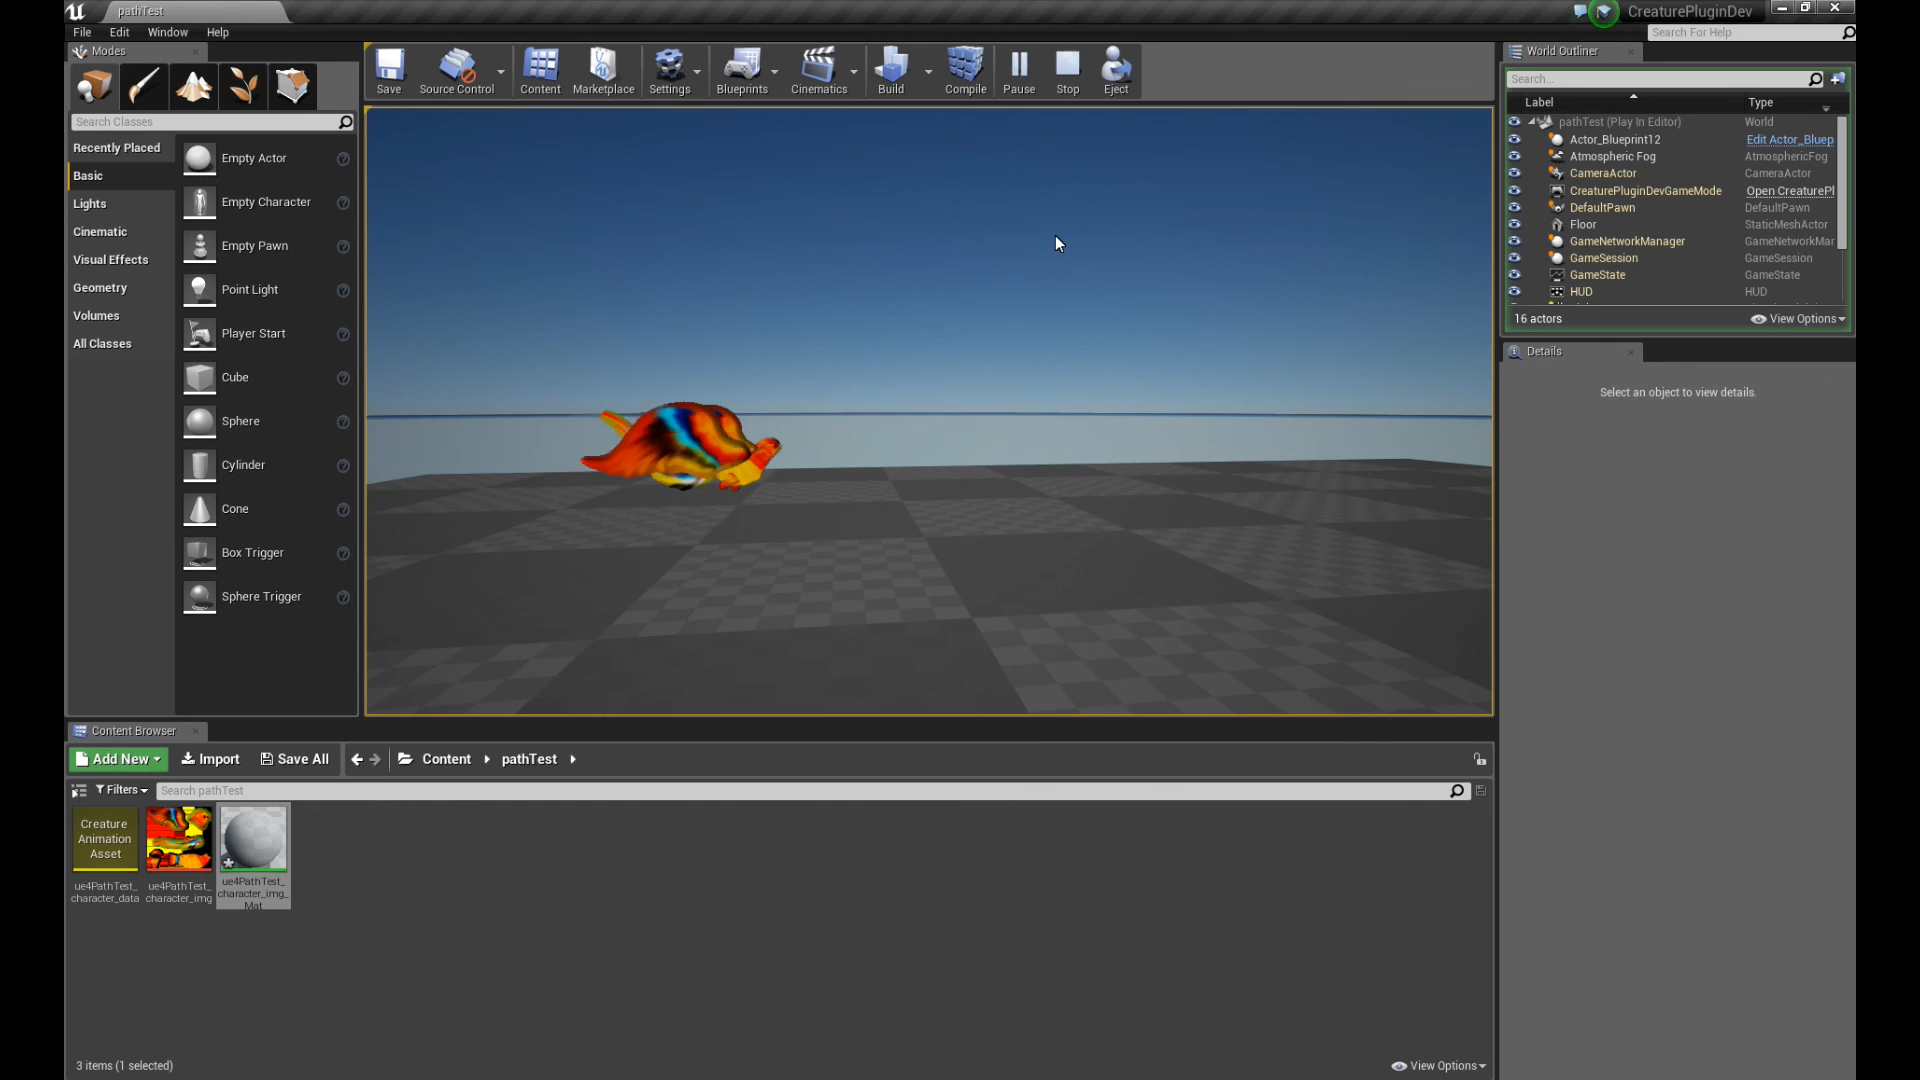 pathTest
CreaturePluginDev
File Edit Window Help
Search For Help
Modes
Search Classes
Recently Placed
Basic
Lights
Cinematic
Visual Effects
Geometry
Volumes
All Classes
Empty Actor
Empty Character
Empty Pawn
Point Light
Player Start
Cube
Sphere
Cylinder
Cone
Box Trigger
Sphere Trigger
Save Source Control Content Marketplace Settings Blueprints Cinematics Build Compile Pause Stop Eject
World Outliner
Search...
Label Type
pathTest (Play In Editor) World
Actor_Blueprint12 Edit Actor_Bluep
Atmospheric Fog AtmosphericFog
CameraActor CameraActor
CreaturePluginDevGameMode Open CreaturePl
DefaultPawn DefaultPawn
Floor StaticMeshActor
GameNetworkManager GameNetworkMar
GameSession GameSession
GameState GameState
HUD HUD
16 actors View Options
Details
Select an object to view details.
Content Browser
Add New Import Save All Content pathTest
Filters Search pathTest
Creature
Animation
Asset
ue4PathTest_
character_data
ue4PathTest_
character_img
ue4PathTest_
character_img_
Mat
3 items (1 selected) View Options